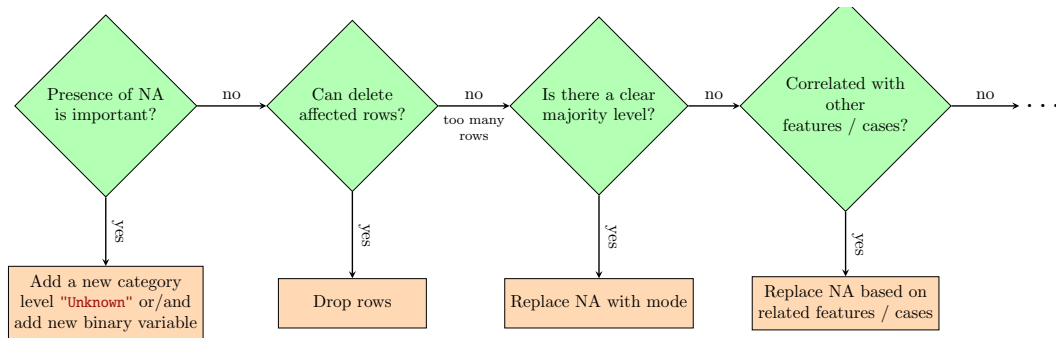 Presence of NA
is important?
no
Can delete
affected rows?
no
too many
rows
Is there a clear
majority level?
no
Correlated with
other
features / cases?
no
...
yes
yes
yes
yes
Add a new category
level "Unknown" or/and
add new binary variable
Drop rows
Replace NA with mode
Replace NA based on
related features / cases